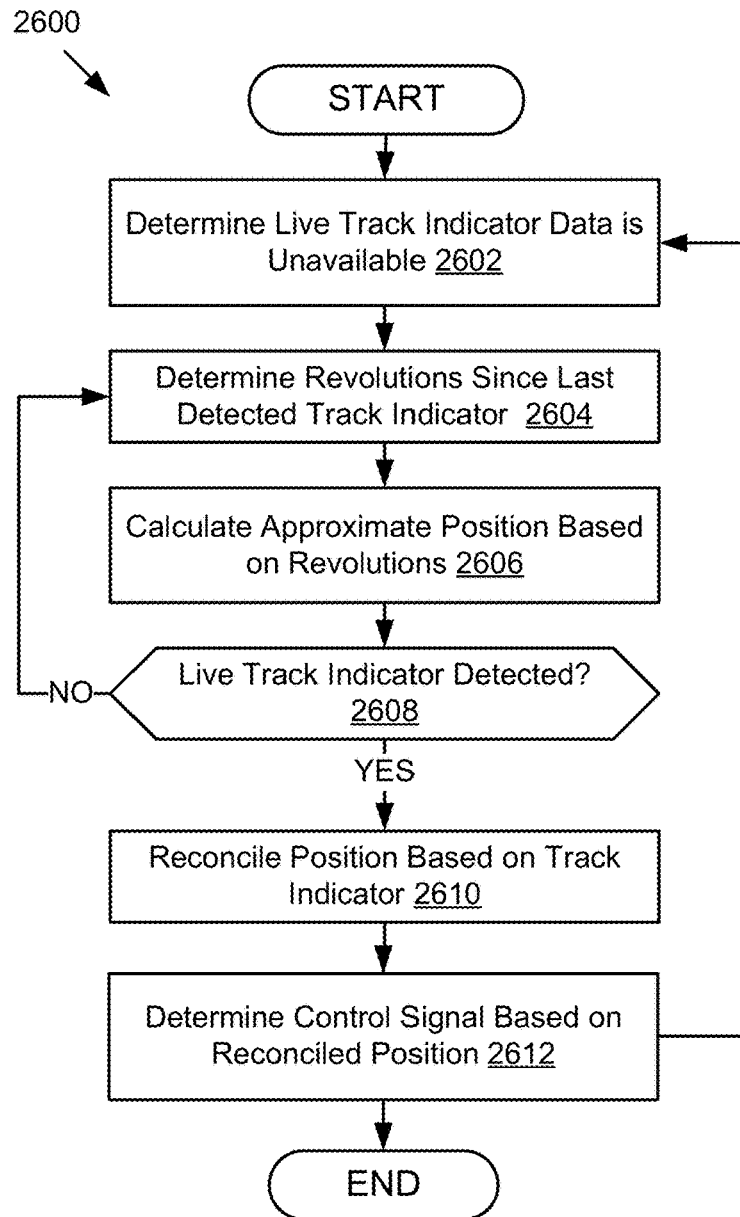 2600
START
Determine Live Track Indicator Data is
Unavailable 2602
Determine Revolutions Since Last
Detected Track Indicator 2604
Calculate Approximate Position Based
on Revolutions 2606
Live Track Indicator Detected?
2608
NO
YES
Reconcile Position Based on Track
Indicator 2610
Determine Control Signal Based on
Reconciled Position 2612
END